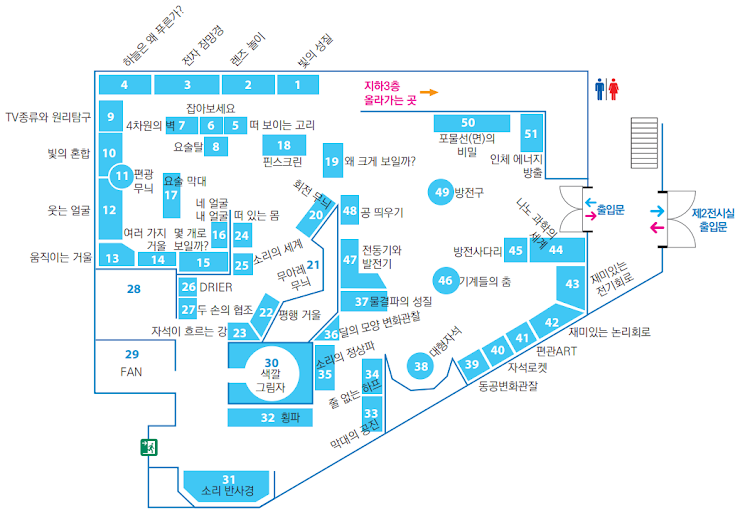 하늘은 왜 푸른가?
전자 잠망경
렌즈 놀이
빛의 성질
4
3
2
1
지하3층
올라가는 곳
TV종류와 원리탐구
9
잡아보세요
4차원의 벽
7
6
5
떠 보이는 고리
50
포물선(면)의
비밀
51
인체 에너지
방출
요술탈
8
18
핀스크린
19
왜 크게 보일까?
빛의 혼합
10
11
편광
무늬
요술 막대
17
49
방전구
웃는 얼굴
12
네 얼굴
내 얼굴
떠 있는 몸
회전 무늬
20
48
공 띄우기
나노 과학의
세계
출입문
제2전시실
출입문
여러 가지
거울
몇 개로
보일까?
16
24
소리의 세계
움직이는 거울
13
14
15
25
21
무아레
무늬
47
전동기와
발전기
방전사다리
45
44
28
26
DRIER
46
기계들의 춤
43
재미있는
전기회로
27
두 손의 협조
22
평행 거울
37
물결파의 성질
자석이 흐르는 강
23
36
달의 모양 변화관찰
42
재미있는 논리회로
29
FAN
30
색깔
그림자
35
소리의 정상파
34
줄 없는 하프
38
대형자석
39
40
41
편관ART
자석로켓
동공변화관찰
32
횡파
33
막대의 공진
31
소리 반사경